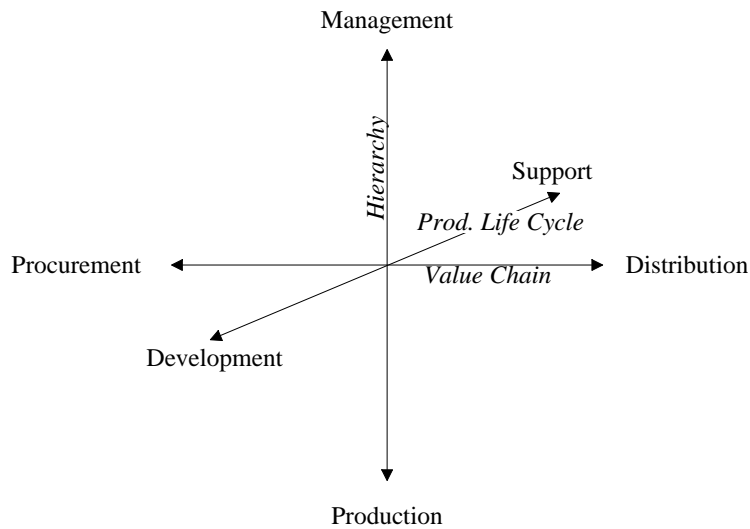 Management
Hierarchy
Support
Prod. Life Cycle
Procurement
Value Chain
Distribution
Development
Production